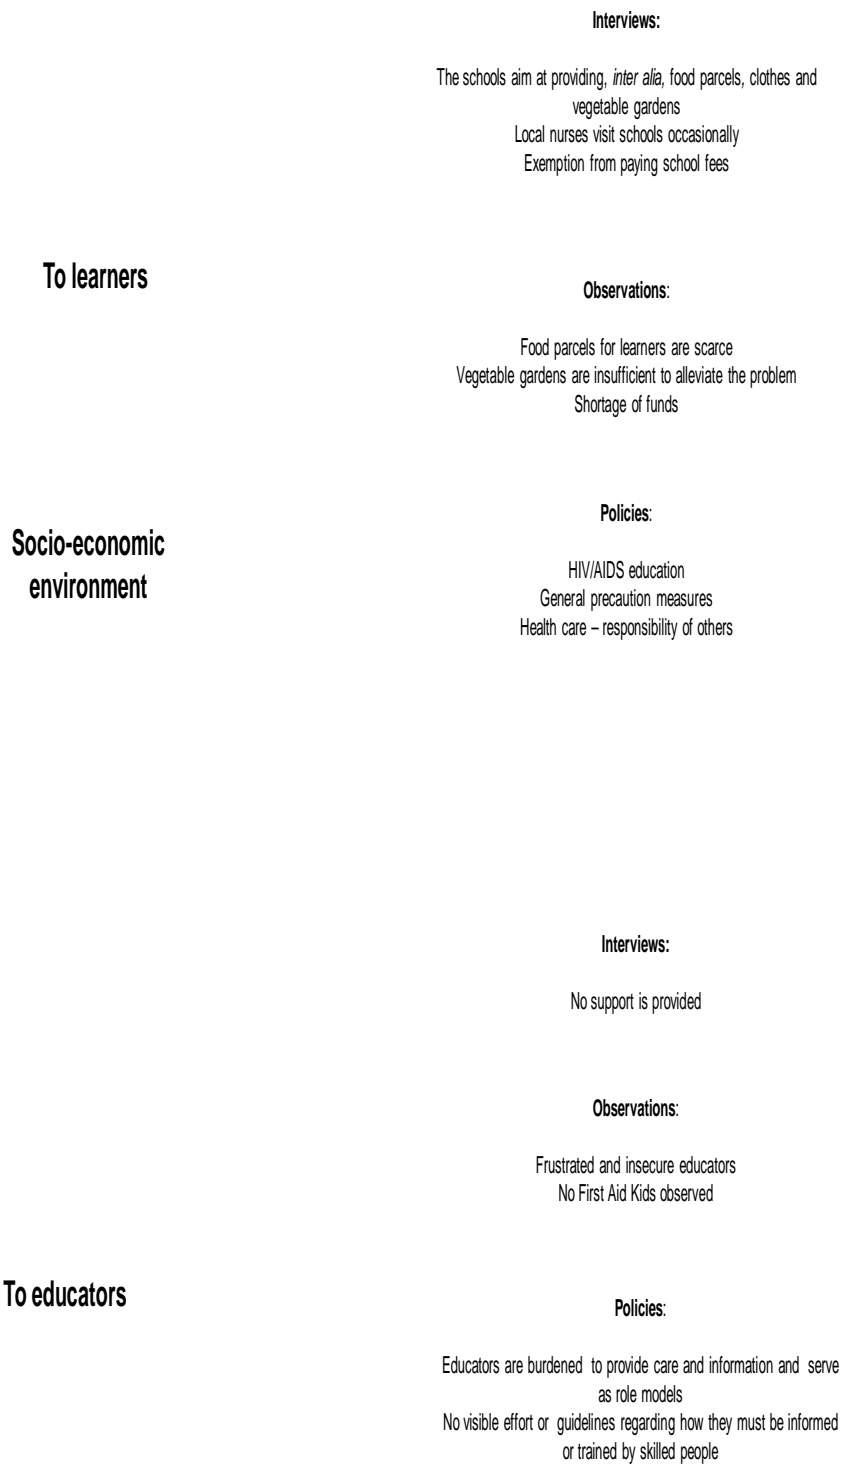 Interviews:
The schools aim at providing, inter alia, food parcels, clothes and
vegetable gardens
Local nurses visit schools occasionally
Exemption from paying school fees
To learners
Observations:
Food parcels for learners are scarce
Vegetable gardens are insufficient to alleviate the problem
Shortage of funds
Policies:
Socio-economic
environment
HIV/AIDS education
General precaution measures
Health care – responsibility of others
Interviews:
No support is provided
Observations:
Frustrated and insecure educators
No First Aid Kids observed
To educators
Policies:
Educators are burdened to provide care and information and serve
as role models
No visible effort or guidelines regarding how they must be informed
or trained by skilled people